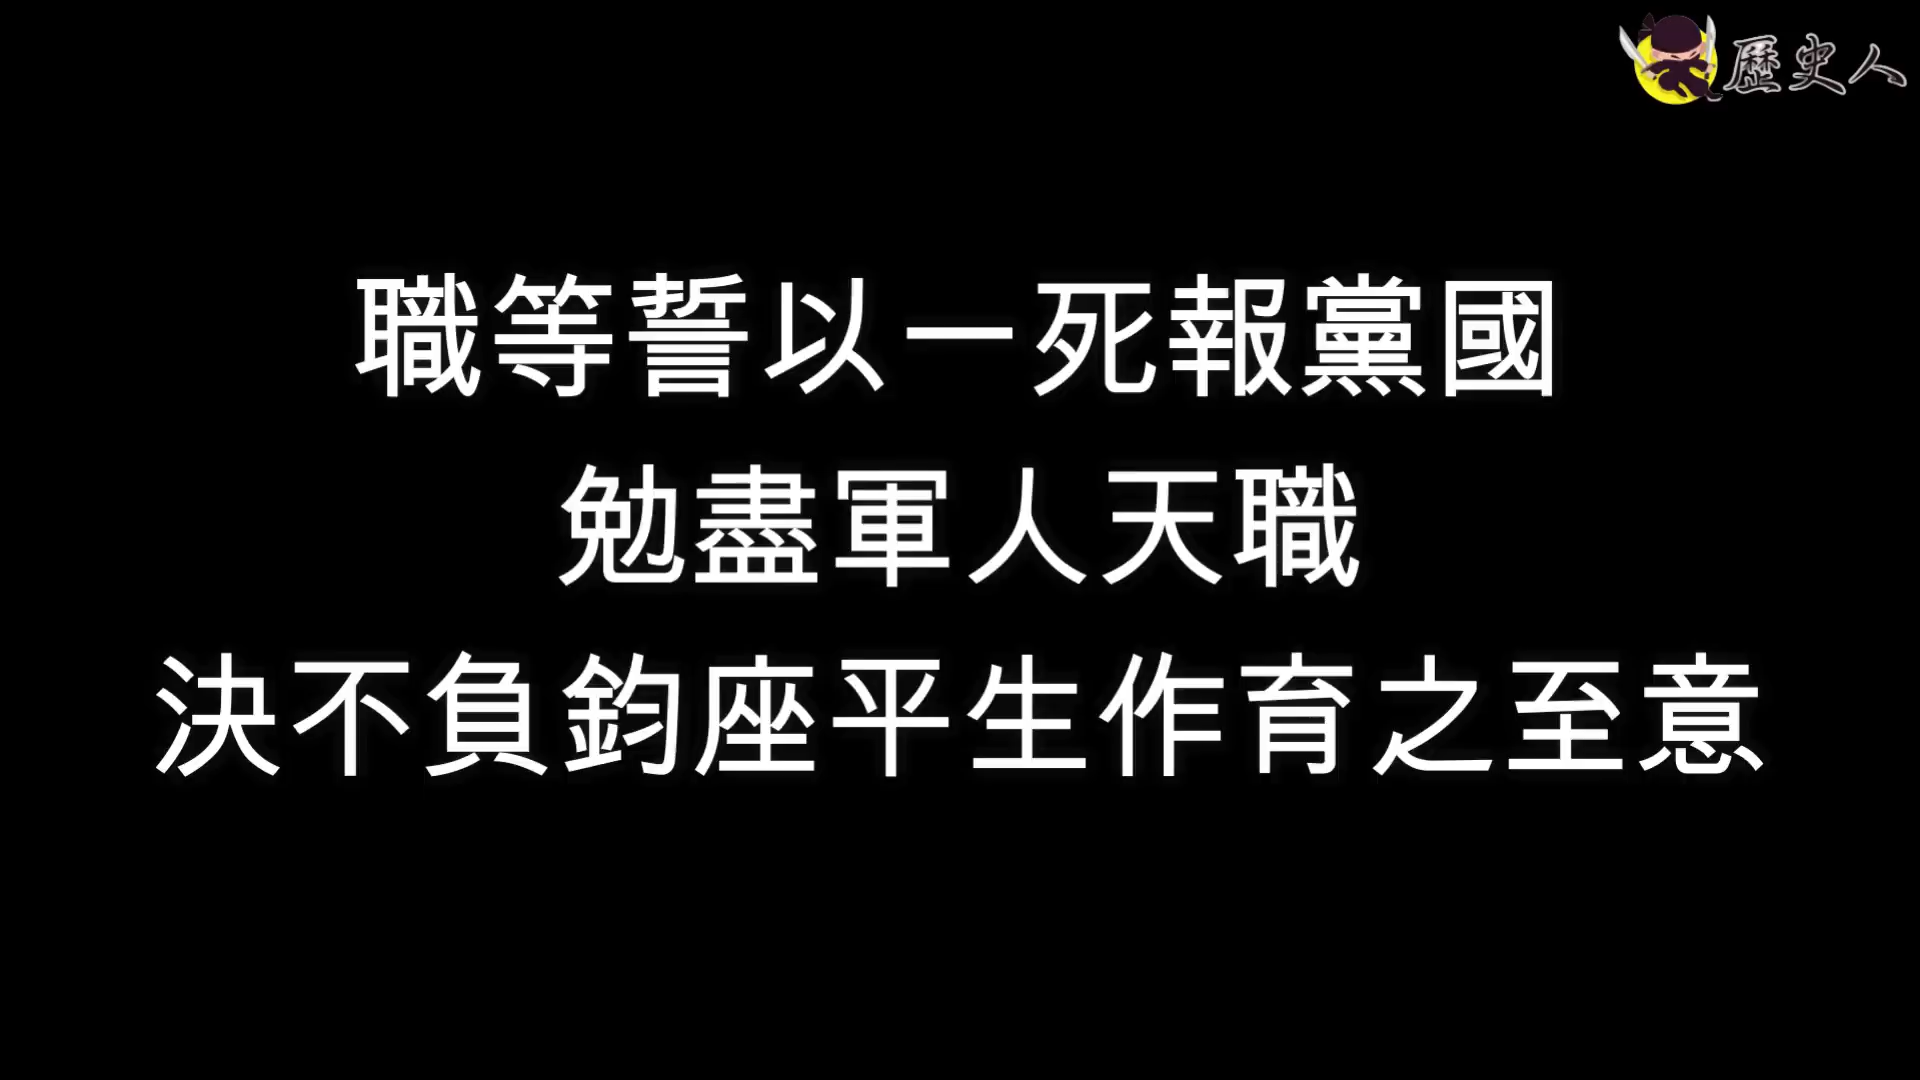 歷史人
職等誓以一死報黨國
勉盡軍人天職
決不負鈞座平生作育之至意